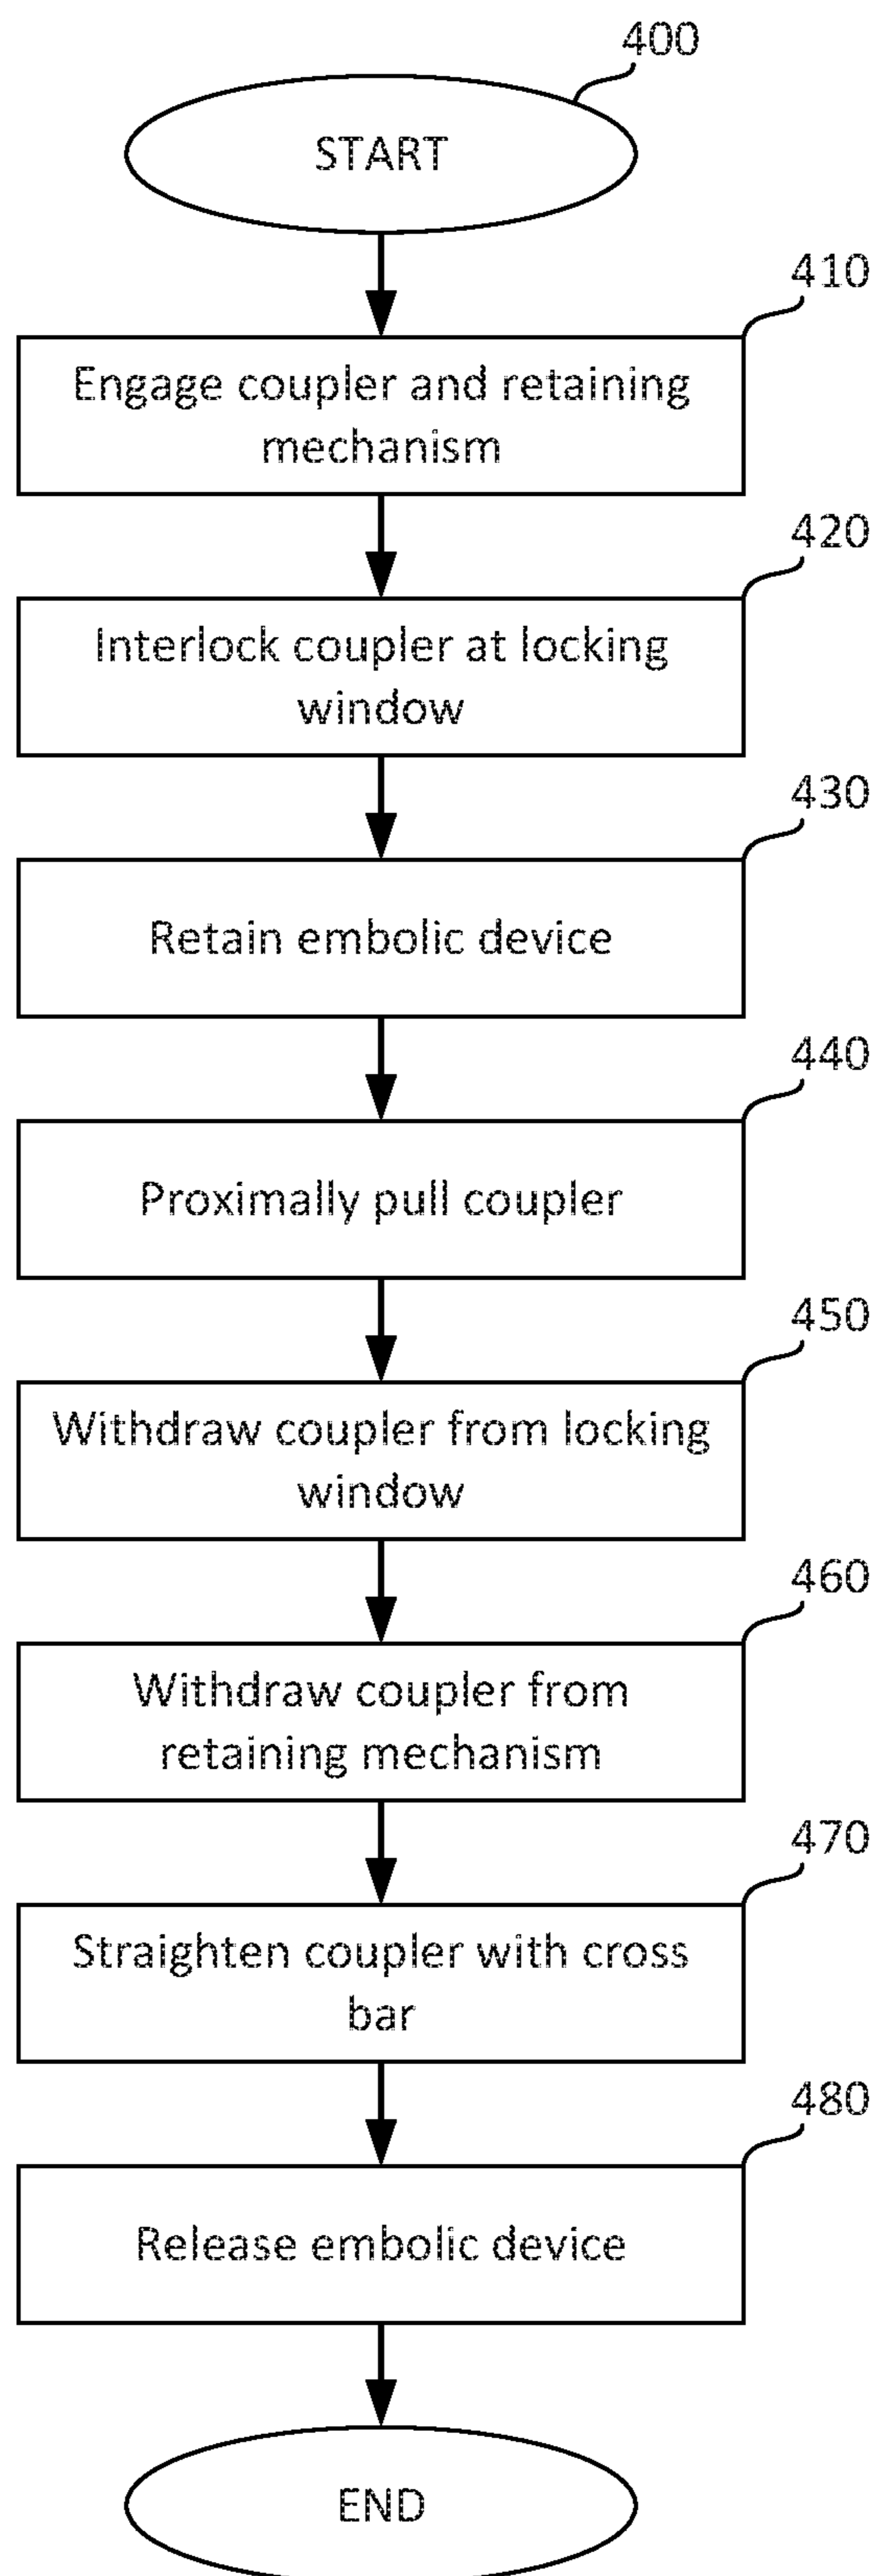 400
START
410
Engage coupler and retaining
mechanism
420
Interlock coupler at locking
window
430
Retain embolic device
440
Proximally pull coupler
450
Withdraw coupler from locking
window
460
Withdraw coupler from
retaining mechanism
470
Straighten coupler with cross
bar
480
Release embolic device
END